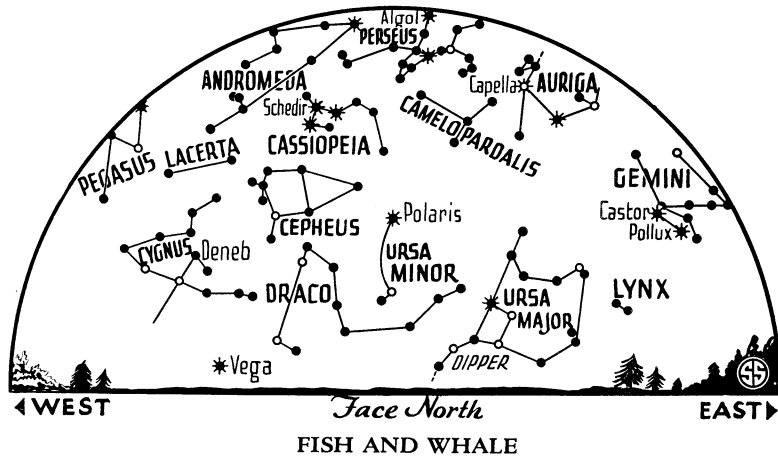 Algol
PERSEUS
ANDROMEDA
Capella
AURIGA
Schedir
CAMELOPARDALIS
CASSIOPEIA
PEGASUS
LACERTA
GEMINI
Castor
Pollux
Polaris
CEPHEUS
CYGNUS
Deneb
URSA
MINOR
DRACO
URSA
MAJOR
LYNX
DIPPER
Vega
SS
WEST
Face North
EAST
FISH AND WHALE